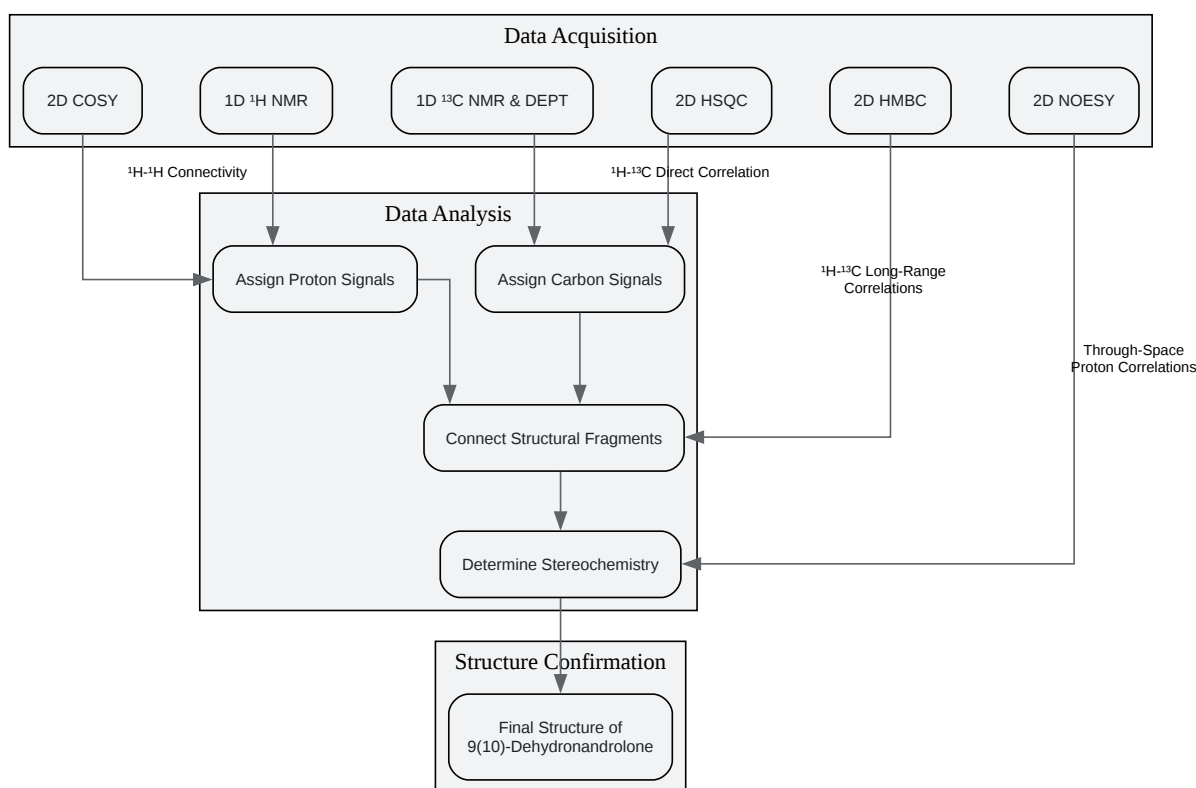 Data Acquisition
2D COSY
1D ¹H NMR
1D ¹³C NMR & DEPT
2D HSQC
2D HMBC
2D NOESY
¹H-¹H Connectivity
¹H-¹³C Direct Correlation
Data Analysis
Assign Proton Signals
Assign Carbon Signals
¹H-¹³C Long-Range
Correlations
Through-Space
Proton Correlations
Connect Structural Fragments
Determine Stereochemistry
Structure Confirmation
Final Structure of
9(10)-Dehydronandrolone